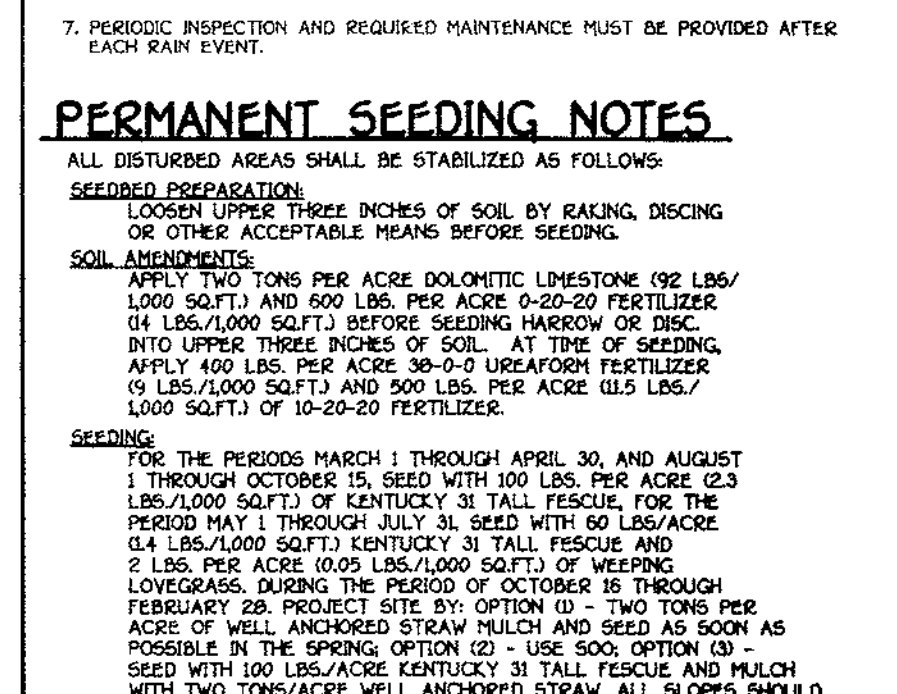 7. PERIODIC INSPECTION AND REQUIRED MAINTENANCE MUST BE PROVIDED AFTER
EACH RAIN EVENT.
PERMANENT SEEDING NOTES
ALL DISTURBED AREAS SHALL BE STABILIZED AS FOLLOWS:
SEEDBED PREPARATION:
LOOSEN UPPER THREE INCHES OF SOIL BY RAKING, DISCING
OR OTHER ACCEPTABLE MEANS BEFORE SEEDING.
SOIL AMENDMENTS:
APPLY TWO TONS PER ACRE DOLOMITIC LIMESTONE (92 LBS/
1,000 SQ.FT.) AND 600 LBS. PER ACRE 0-20-20 FERTILIZER
(14 LBS./1,000 SQ.FT.) BEFORE SEEDING HARROW OR DISC.
INTO UPPER THREE INCHES OF SOIL. AT TIME OF SEEDING,
APPLY 400 LBS. PER ACRE 38-0-0 UREAFORM FERTILIZER
(9 LBS./1,000 SQ.FT.) AND 500 LBS. PER ACRE (11.5 LBS./
1,000 SQ.FT.) OF 10-20-20 FERTILIZER.
SEEDING:
FOR THE PERIODS MARCH 1 THROUGH APRIL 30, AND AUGUST
1 THROUGH OCTOBER 15, SEED WITH 100 LBS. PER ACRE (2.3
LBS./1,000 SQ.FT.) OF KENTUCKY 31 TALL FESCUE, FOR THE
PERIOD MAY 1 THROUGH JULY 31, SEED WITH 60 LBS/ACRE
(1.4 LBS./1,000 SQ.FT.) KENTUCKY 31 TALL FESCUE AND
2 LBS. PER ACRE (0.05 LBS./1,000 SQ.FT.) OF WEEPING
LOVEGRASS. DURING THE PERIOD OF OCTOBER 16 THROUGH
FEBRUARY 28. PROJECT SITE BY: OPTION (1) - TWO TONS PER
ACRE OF WELL ANCHORED STRAW MULCH AND SEED AS SOON AS
POSSIBLE IN THE SPRING; OPTION (2) - USE SOO; OPTION (3) -
SEED WITH 100 LBS./ACRE KENTUCKY 31 TALL FESCUE AND MULCH
WITH TWO TONS/ACRE WELL ANCHORED STRAW. ALL SLOPES SHOULD